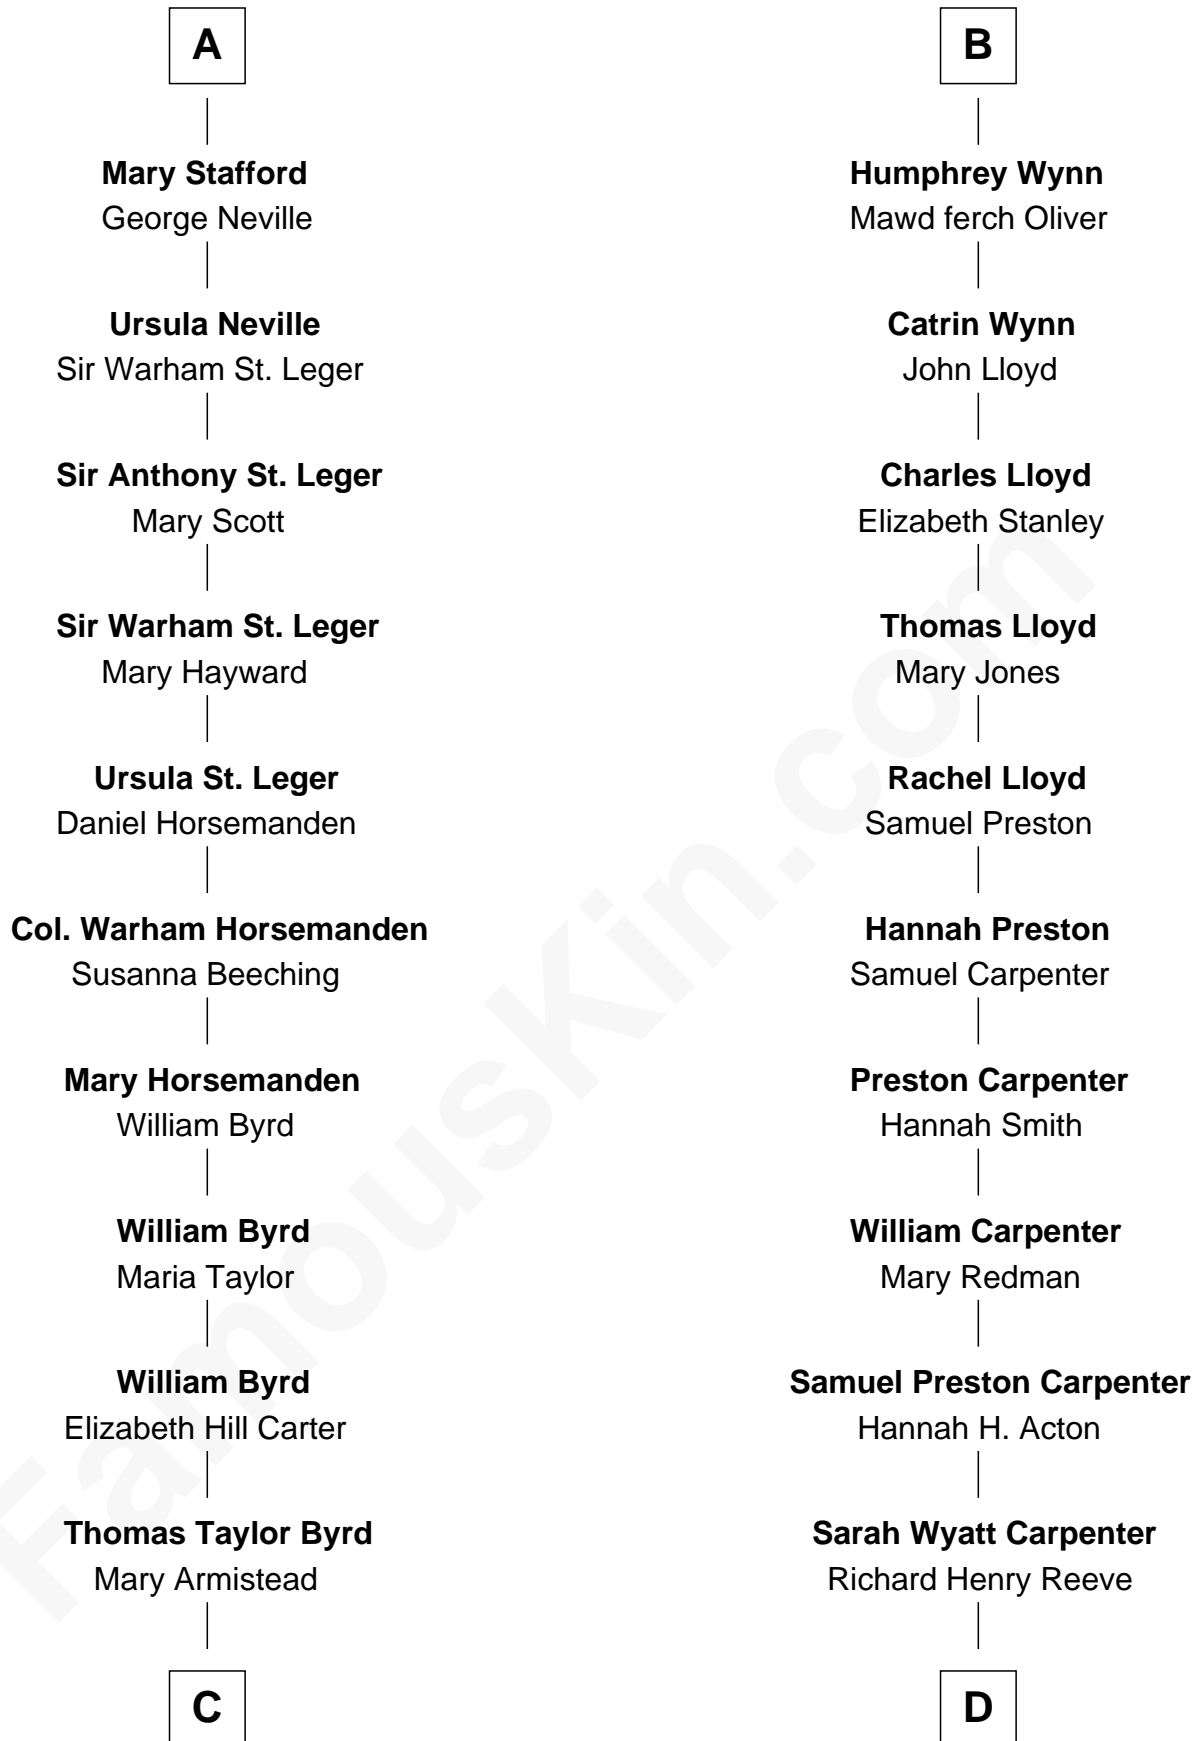 A
Mary Stafford
George Neville
Ursula Neville
Sir Warham St. Leger
Sir Anthony St. Leger
Mary Scott
Sir Warham St. Leger
Mary Hayward
Ursula St. Leger
Daniel Horsemanden
Col. Warham Horsemanden
Susanna Beeching
Mary Horsemanden
William Byrd
William Byrd
Maria Taylor
William Byrd
Elizabeth Hill Carter
Thomas Taylor Byrd
Mary Armistead
C
B
Humphrey Wynn
Mawd ferch Oliver
Catrin Wynn
John Lloyd
Charles Lloyd
Elizabeth Stanley
Thomas Lloyd
Mary Jones
Rachel Lloyd
Samuel Preston
Hannah Preston
Samuel Carpenter
Preston Carpenter
Hannah Smith
William Carpenter
Mary Redman
Samuel Preston Carpenter
Hannah H. Acton
Sarah Wyatt Carpenter
Richard Henry Reeve
D
FamousKin.com